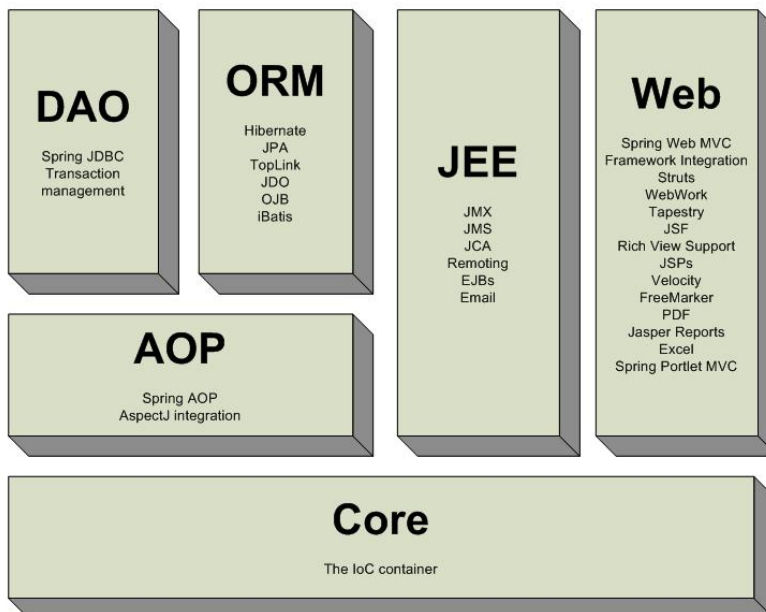 DAO
Spring JDBC
Transaction
management
ORM
Hibernate
JPA
TopLink
JDO
OJB
iBatis
JEE
JMX
JMS
JCA
Remoting
EJBs
Email
Web
Spring Web MVC
Framework Integration
Struts
WebWork
Tapestry
JSF
Rich View Support
JSPs
Velocity
FreeMarker
PDF
Jasper Reports
Excel
Spring Portlet MVC
AOP
Spring AOP
AspectJ integration
Core
The IoC container